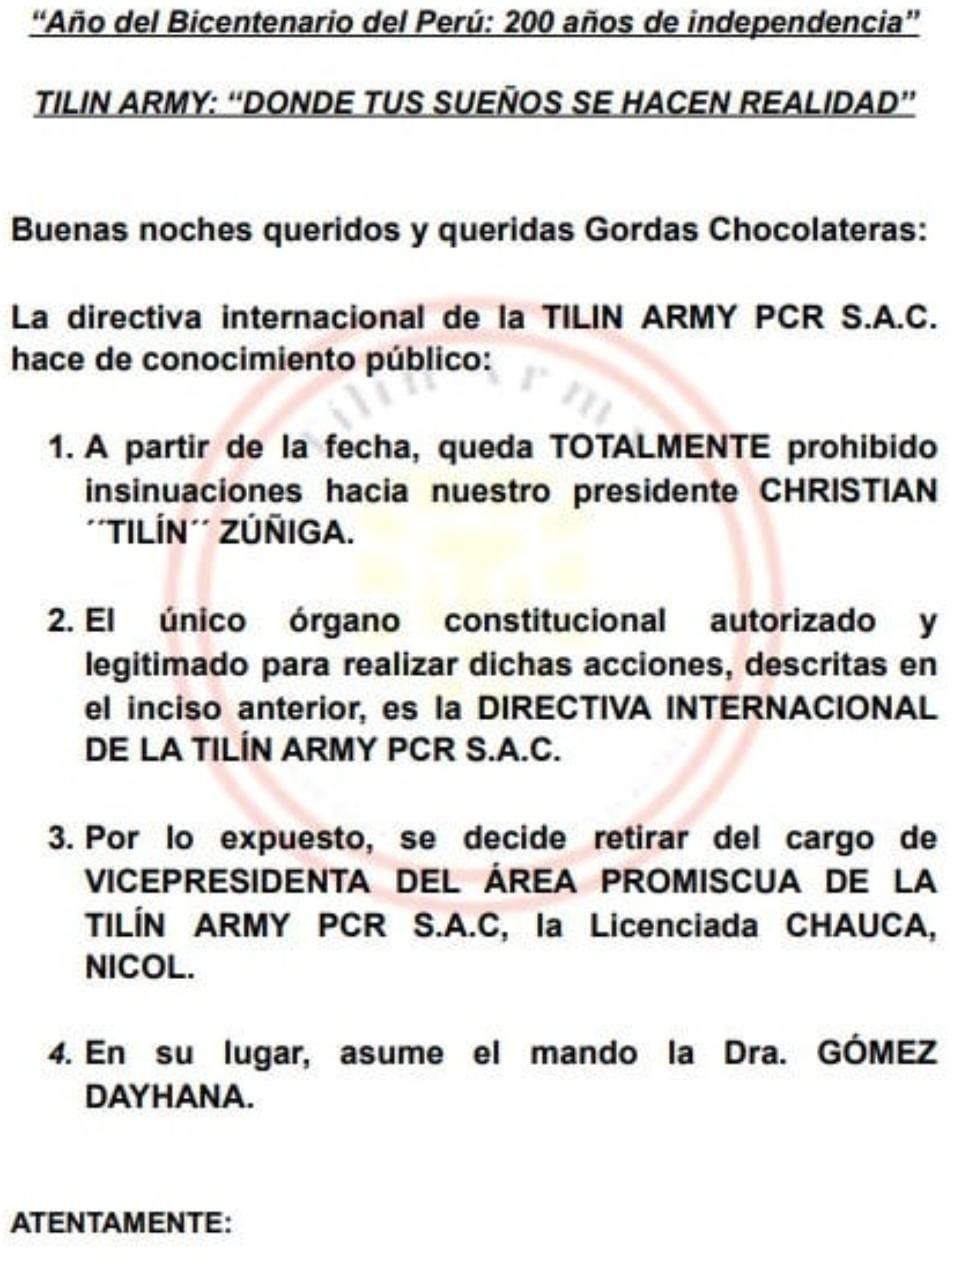 “Año del Bicentenario del Perú: 200 años de independencia”
TILIN ARMY: “DONDE TUS SUEÑOS SE HACEN REALIDAD”
Buenas noches queridos y queridas Gordas Chocolateras:
La directiva internacional de la TILIN ARMY PCR S.A.C.
hace de conocimiento público:
1. A partir de la fecha, queda TOTALMENTE prohibido
insinuaciones hacia nuestro presidente CHRISTIAN
´´TILÍN´´ ZÚÑIGA.
2. El único órgano constitucional autorizado y
legitimado para realizar dichas acciones, descritas en
el inciso anterior, es la DIRECTIVA INTERNACIONAL
DE LA TILÍN ARMY PCR S.A.C.
3. Por lo expuesto, se decide retirar del cargo de
VICEPRESIDENTA DEL ÁREA PROMISCUA DE LA
TILÍN ARMY PCR S.A.C, la Licenciada CHAUCA,
NICOL.
4. En su lugar, asume el mando la Dra. GÓMEZ
DAYHANA.
ATENTAMENTE: